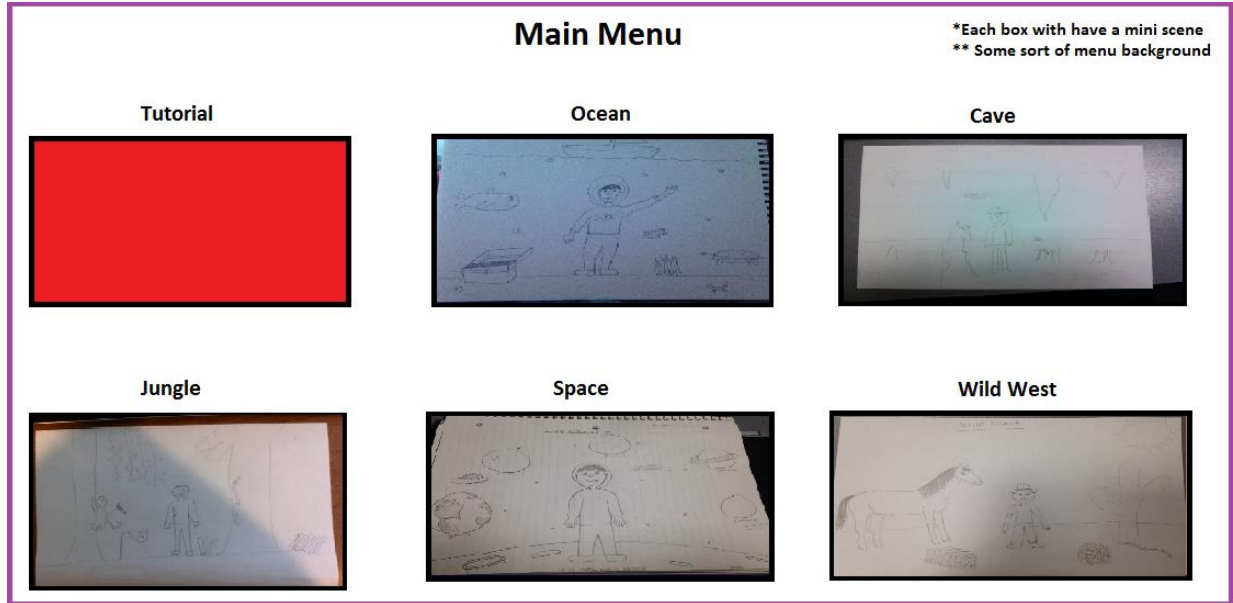 Main Menu
*Each box with have a mini scene
** Some sort of menu background
Tutorial
Ocean
Cave
Jungle
Space
Wild West